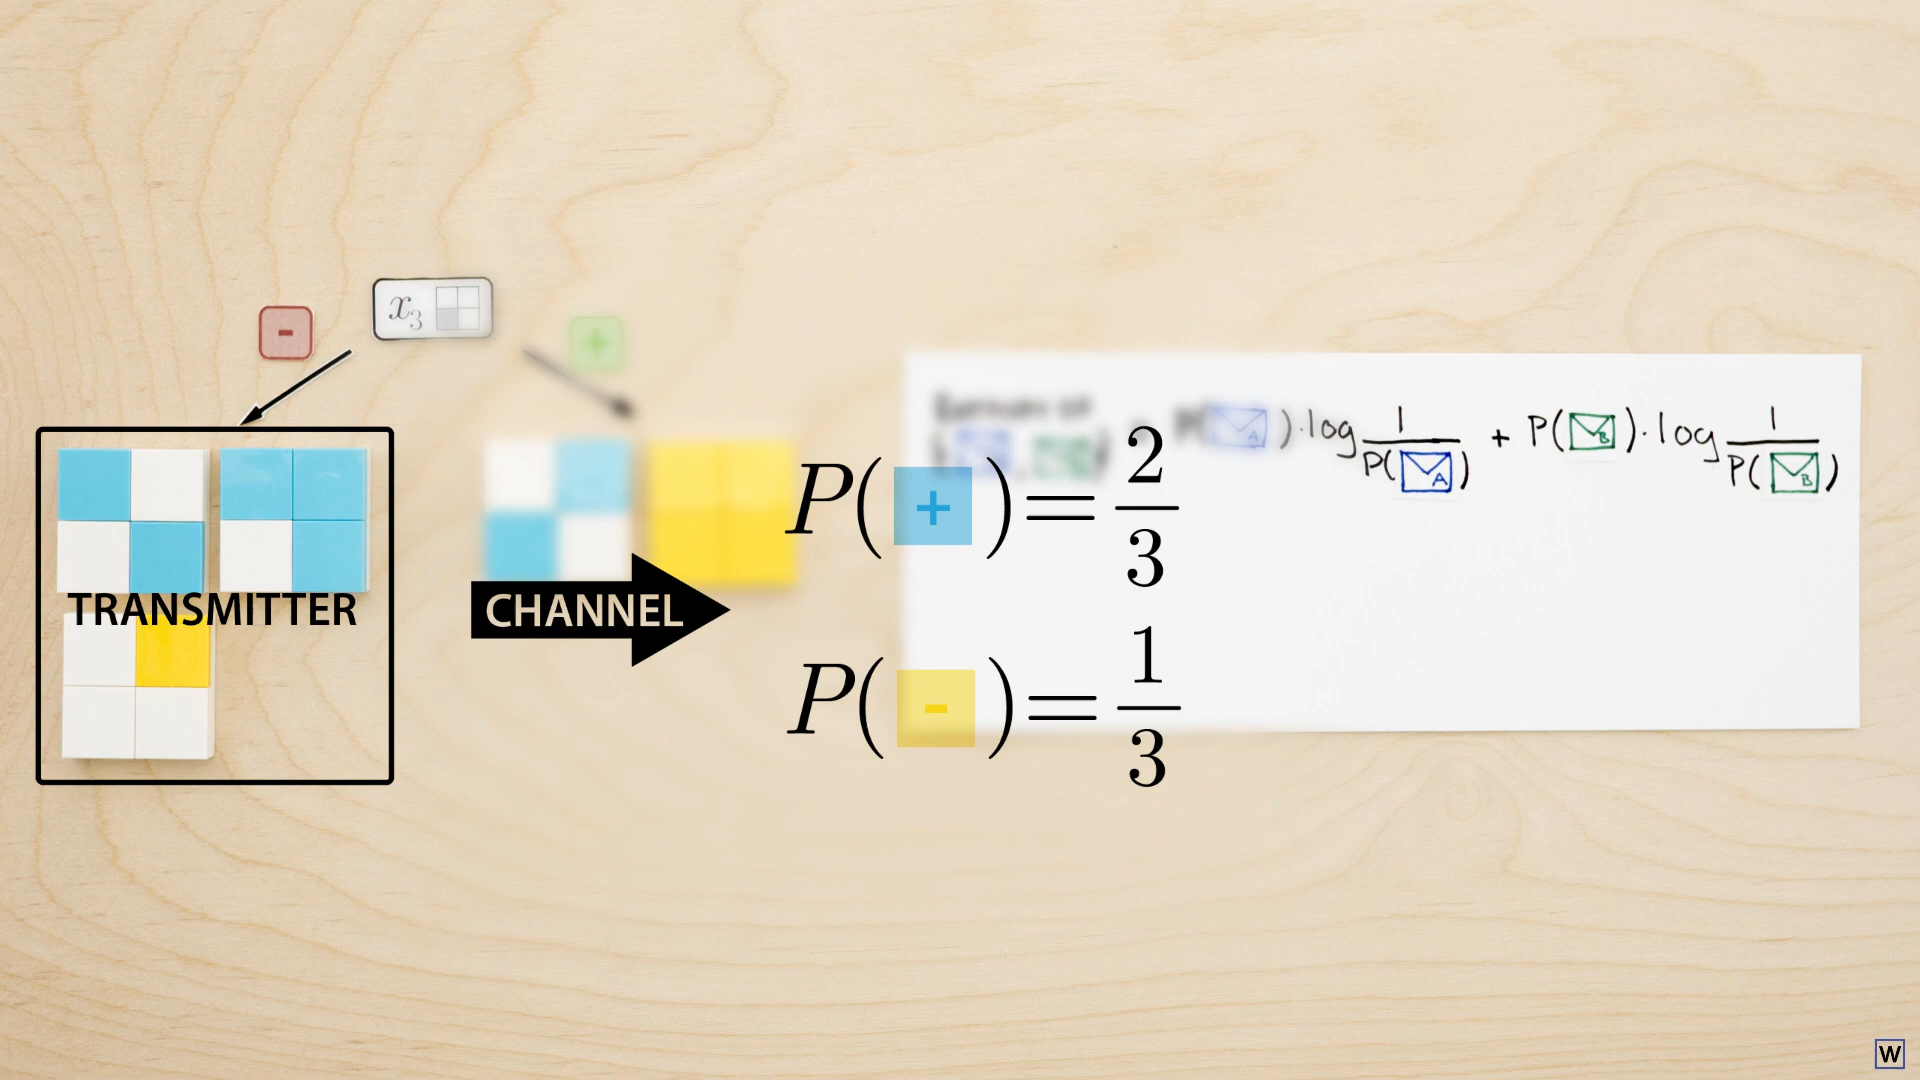 x₃
-
+
P(A)·log 1/P(A) + P(B)·log 1/P(B)
P(+)=2/3
TRANSMITTER
CHANNEL
P(-)=1/3
W